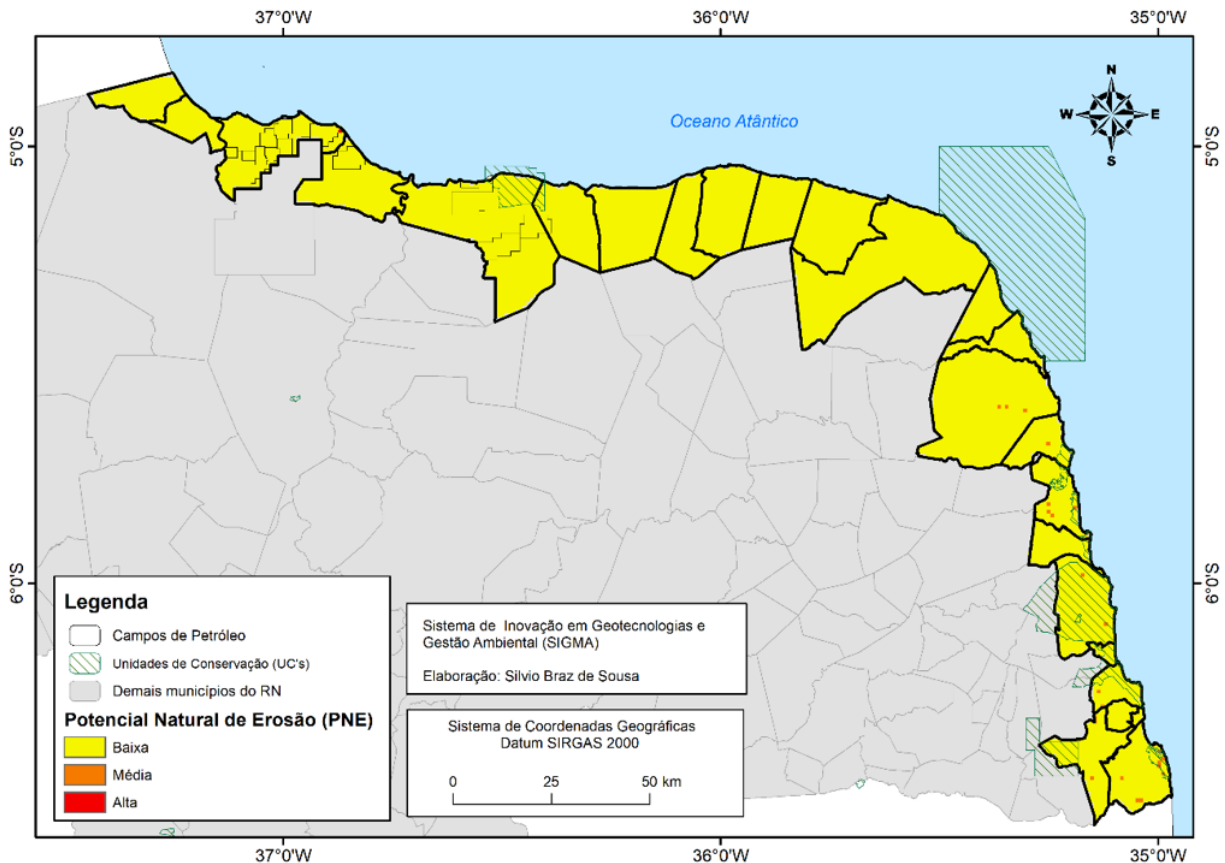 37°0'W 36°0'W 35°0'W
N
W E
S
Oceano Atântico
5°0'S 5°0'S
6°0'S 6°0'S
Legenda
Campos de Petróleo
Unidades de Conservação (UC's)
Demais municípios do RN
Potencial Natural de Erosão (PNE)
Baixa
Média
Alta
Sistema de Inovação em Geotecnologias e
Gestão Ambiental (SIGMA)
Elaboração: Silvio Braz de Sousa
Sistema de Coordenadas Geográficas
Datum SIRGAS 2000
0 25 50 km
37°0'W 36°0'W 35°0'W